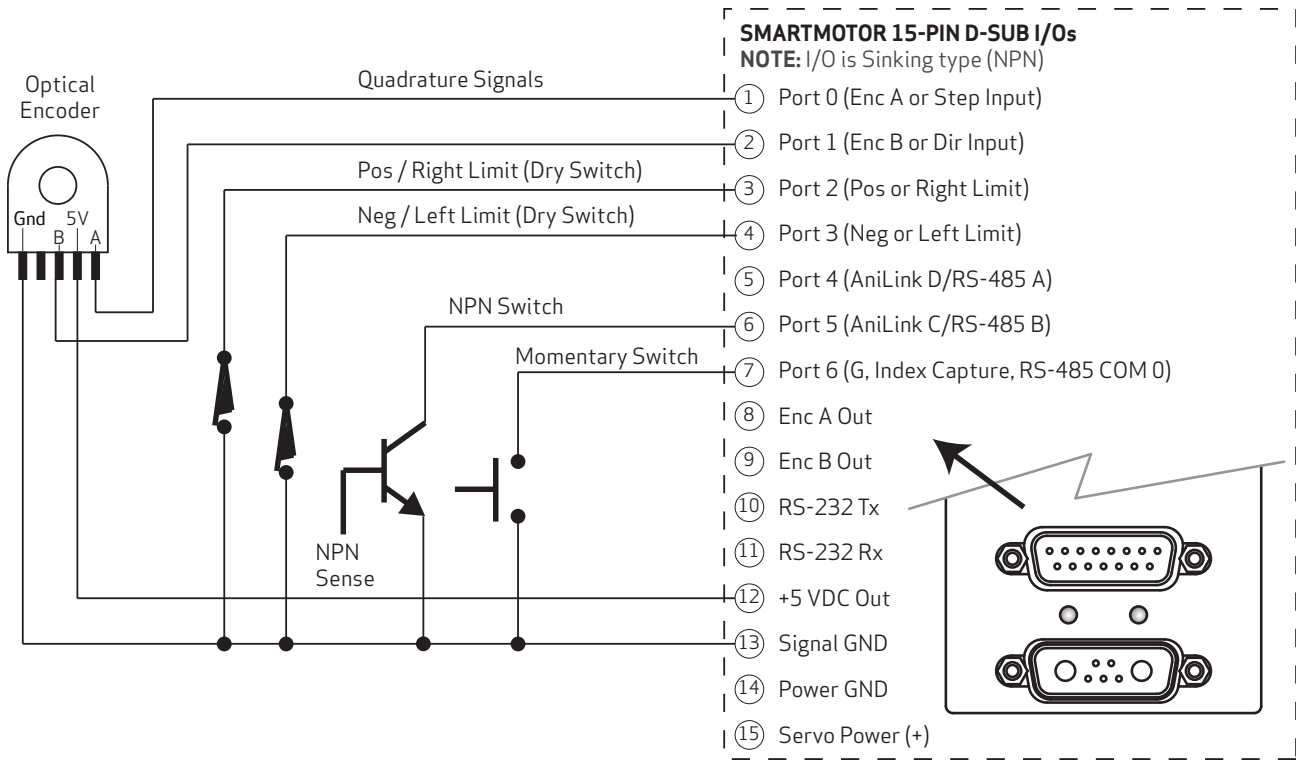 SMARTMOTOR 15-PIN D-SUB I/Os
NOTE: I/O is Sinking type (NPN)
Optical
Encoder
Gnd 5V
B A
Quadrature Signals
Pos / Right Limit (Dry Switch)
Neg / Left Limit (Dry Switch)
NPN Switch
Momentary Switch
NPN
Sense
1 Port 0 (Enc A or Step Input)
2 Port 1 (Enc B or Dir Input)
3 Port 2 (Pos or Right Limit)
4 Port 3 (Neg or Left Limit)
5 Port 4 (AniLink D/RS-485 A)
6 Port 5 (AniLink C/RS-485 B)
7 Port 6 (G, Index Capture, RS-485 COM 0)
8 Enc A Out
9 Enc B Out
10 RS-232 Tx
11 RS-232 Rx
12 +5 VDC Out
13 Signal GND
14 Power GND
15 Servo Power (+)